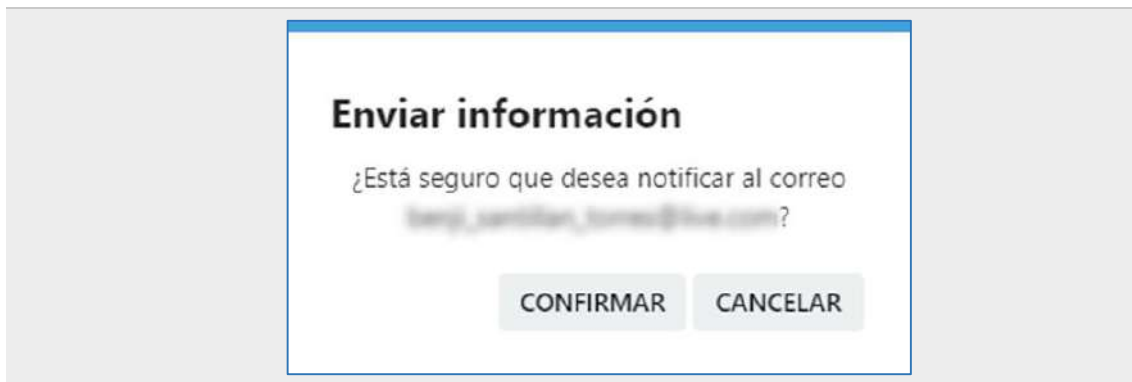 Enviar información
¿Está seguro que desea notificar al correo
?
CONFIRMAR CANCELAR